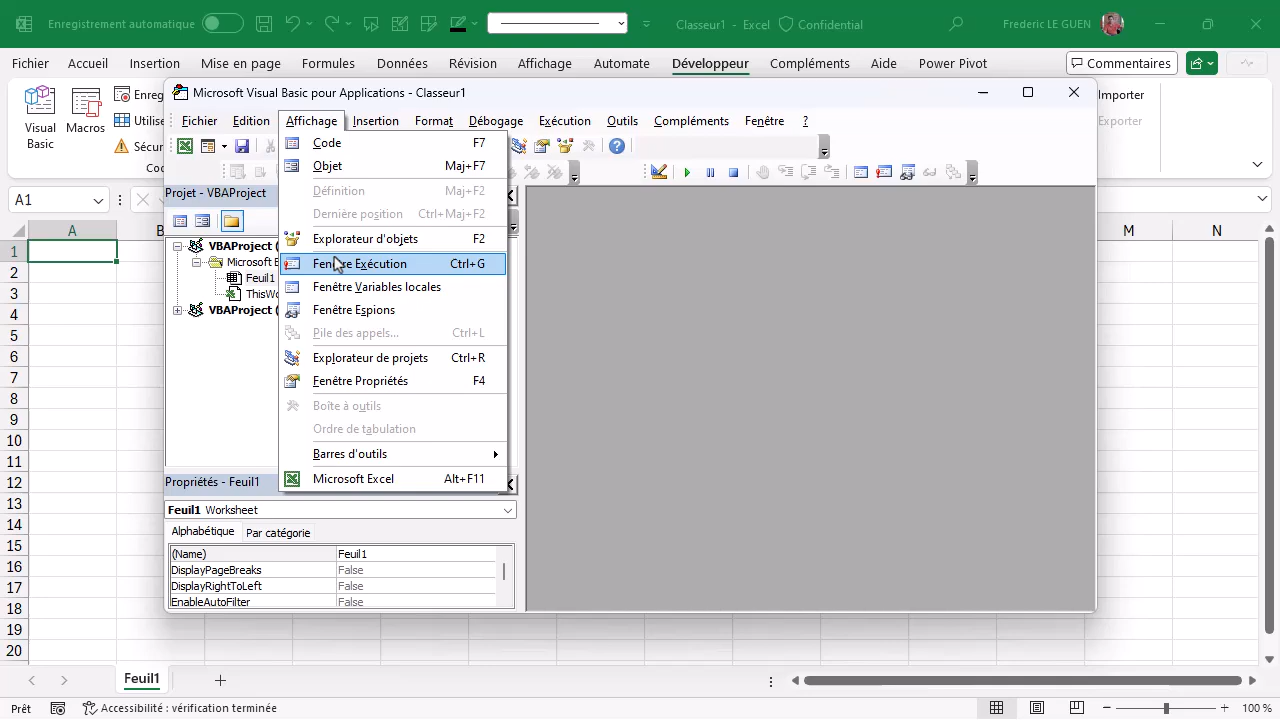 Enregistrement automatique
Classeur1 - Excel
Confidential
Frederic LE GUEN
Fichier
Accueil
Insertion
Mise en page
Formules
Données
Révision
Affichage
Automate
Développeur
Compléments
Aide
Power Pivot
Commentaires
Visual
Basic
Macros
Importer
Exporter
Microsoft Visual Basic pour Applications - Classeur1
Fichier
Edition
Affichage
Insertion
Format
Débogage
Exécution
Outils
Compléments
Fenêtre
?
Code F7
Objet Maj+F7
Définition Maj+F2
Dernière position Ctrl+Maj+F2
Explorateur d'objets F2
Fenêtre Exécution Ctrl+G
Fenêtre Variables locales
Fenêtre Espions
Pile des appels... Ctrl+L
Explorateur de projets Ctrl+R
Fenêtre Propriétés F4
Boîte à outils
Ordre de tabulation
Barres d'outils
Microsoft Excel Alt+F11
Projet - VBAProject
VBAProject (
Microsoft E
Feuil1
ThisWo
VBAProject (
Propriétés - Feuil1
Feuil1 Worksheet
Alphabétique
Par catégorie
(Name) Feuil1
DisplayPageBreaks False
DisplayRightToLeft False
EnableAutoFilter False
A1
A
B
M
N
1
2
3
4
5
6
7
8
9
10
11
12
13
14
15
16
17
18
19
20
Feuil1
Prêt
Accessibilité : vérification terminée
100 %